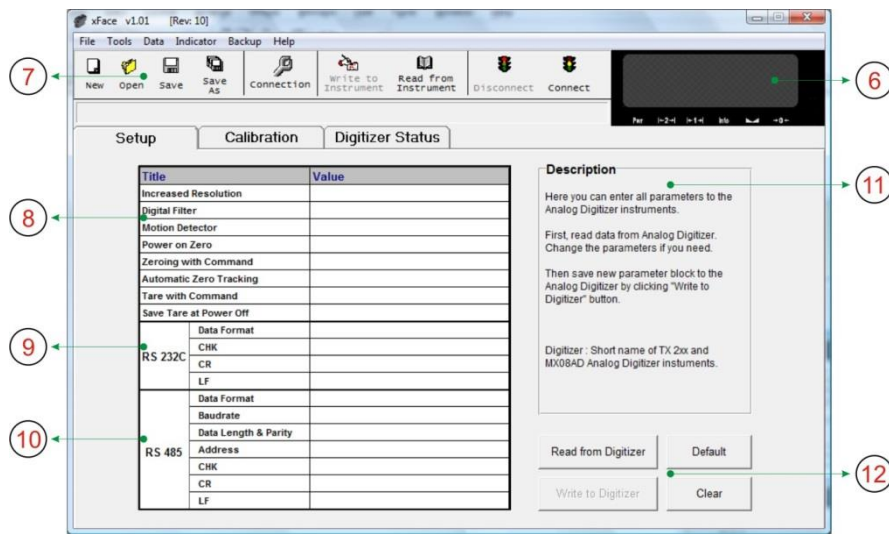 xFace v1.01 [Rev: 10]
File Tools Data Indicator Backup Help
New Open Save Save As Connection Write to Instrument Read from Instrument Disconnect Connect
Pwr |←2→| |←1→| Info →0←
Setup Calibration Digitizer Status
Title Value
Increased Resolution
Digital Filter
Motion Detector
Power on Zero
Zeroing with Command
Automatic Zero Tracking
Tare with Command
Save Tare at Power Off
RS 232C
Data Format
CHK
CR
LF
RS 485
Data Format
Baudrate
Data Length & Parity
Address
CHK
CR
LF
Description
Here you can enter all parameters to the
Analog Digitizer instruments.
First, read data from Analog Digitizer.
Change the parameters if you need.
Then save new parameter block to the
Analog Digitizer by clicking "Write to
Digitizer" button.
Digitizer : Short name of TX 2xx and
MX08AD Analog Digitizer instuments.
Read from Digitizer Default
Write to Digitizer Clear
7
8
9
10
6
11
12